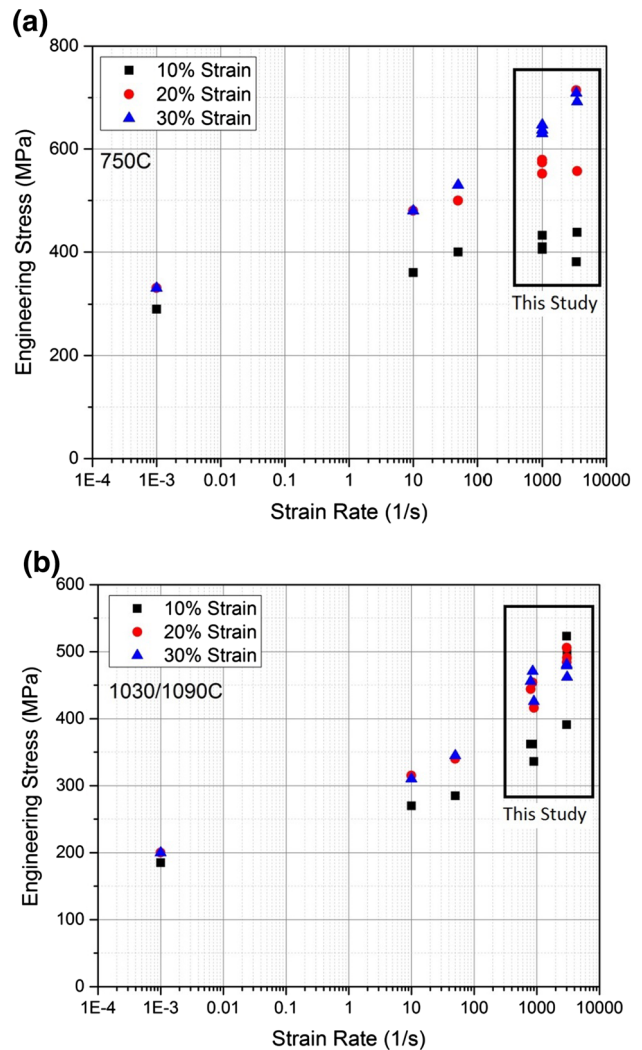 (a)
800
600
400
200
0
Engineering Stress (MPa)
10% Strain
20% Strain
30% Strain
750C
This Study
1E-4
1E-3
0.01
0.1
1
10
100
1000
10000
Strain Rate (1/s)
(b)
600
500
400
300
200
100
0
Engineering Stress (MPa)
10% Strain
20% Strain
30% Strain
1030/1090C
This Study
1E-4
1E-3
0.01
0.1
1
10
100
1000
10000
Strain Rate (1/s)